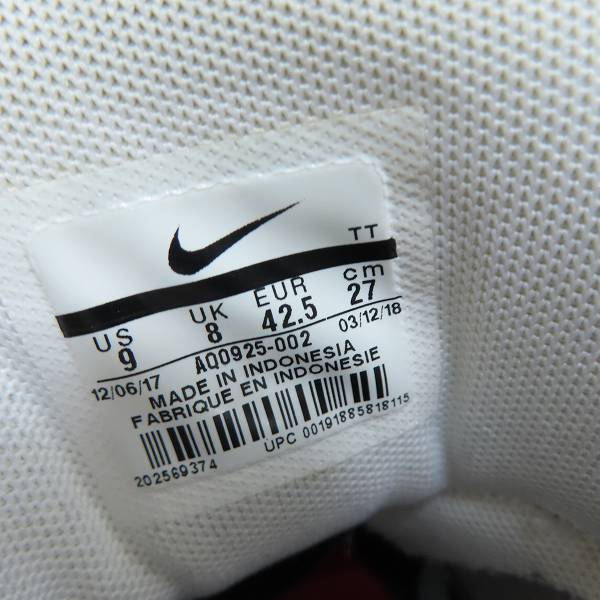 TT
US UK EUR cm
9 8 42.5 27
12/06/17 AQ0925-002 03/12/18
MADE IN INDONESIA
FABRIQUE EN INDONESIE
202569374 UPC 00191885818115